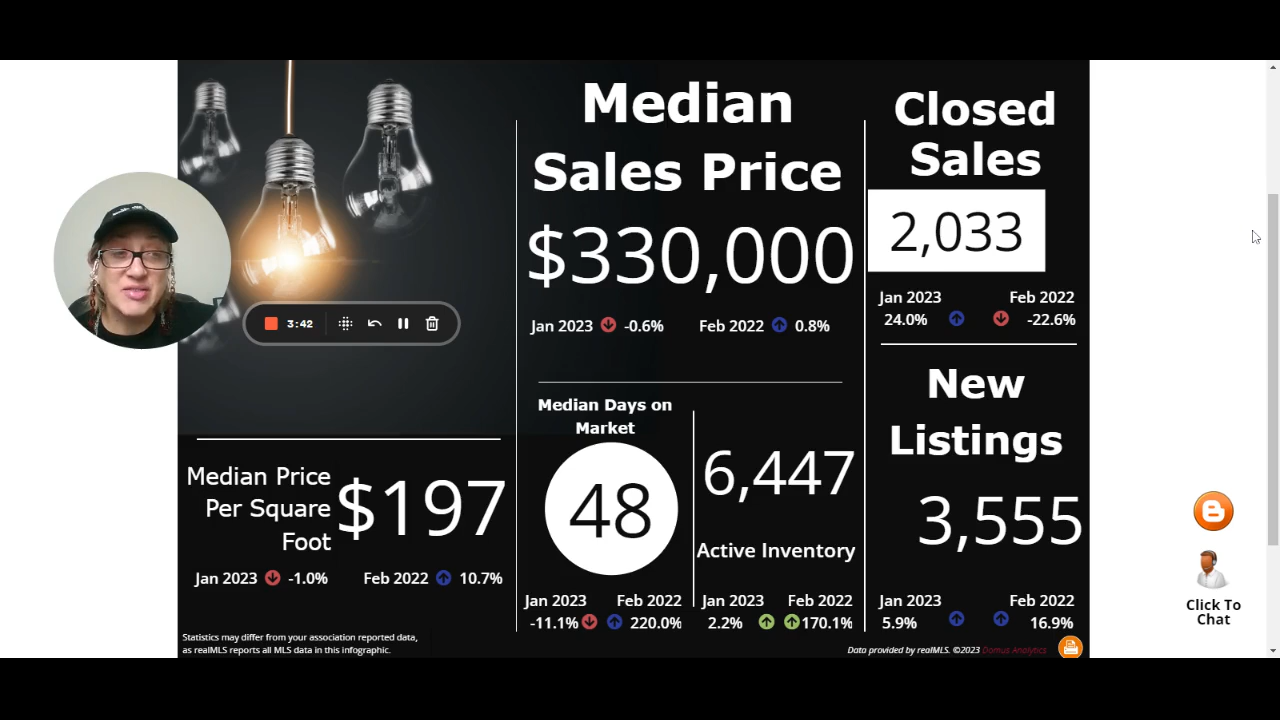 Median
Sales Price
$330,000
Jan 2023 -0.6% Feb 2022 0.8%
Closed
Sales
2,033
Jan 2023 Feb 2022
24.0% -22.6%
3:42
Median Price
Per Square
Foot
$197
Jan 2023 -1.0% Feb 2022 10.7%
Median Days on
Market
48
Jan 2023 Feb 2022
-11.1% 220.0%
6,447
Active Inventory
Jan 2023 Feb 2022
2.2% 170.1%
New
Listings
3,555
Jan 2023 Feb 2022
5.9% 16.9%
Click To
Chat
Statistics may differ from your association reported data,
as realMLS reports all MLS data in this infographic.
Data provided by realMLS. ©2023 Domus Analytics